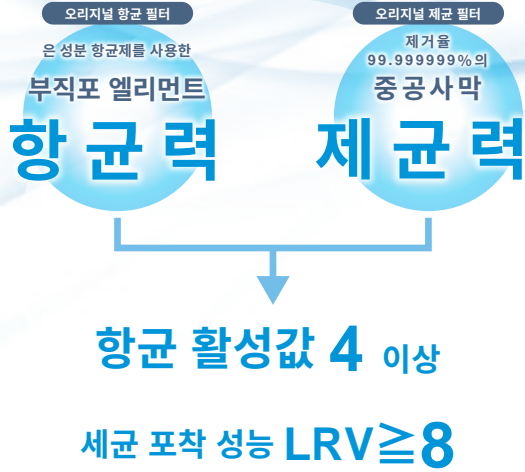 오리지널 항균 필터
은 성분 항균제를 사용한
부직포 엘리먼트
항균력
오리지널 제균 필터
제거율
99.999999%의
중공사막
제균력
항균 활성값 4 이상
세균 포착 성능 LRV≧8